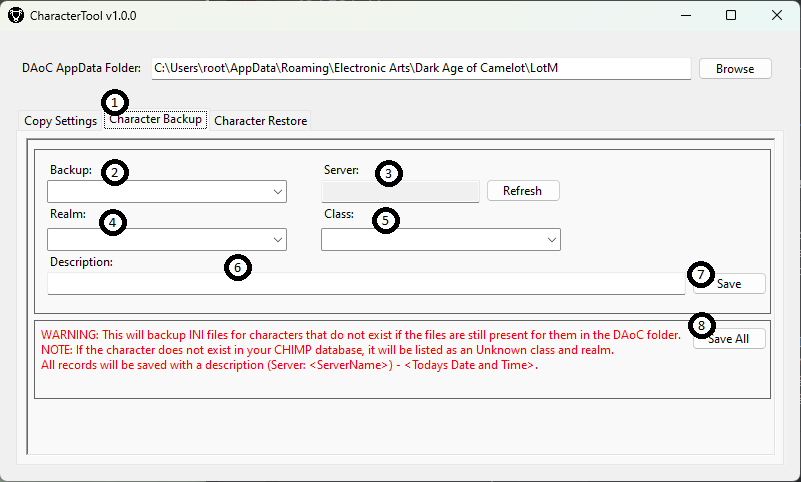 CharacterTool v1.0.0
DAoC AppData Folder: C:\Users\root\AppData\Roaming\Electronic Arts\Dark Age of Camelot\LotM Browse
1
Copy Settings Character Backup Character Restore
Backup: 2 Server: 3
Refresh
Realm: 4 Class: 5
Description: 6
7 Save
8 Save All
WARNING: This will backup INI files for characters that do not exist if the files are still present for them in the DAoC folder.
NOTE: If the character does not exist in your CHIMP database, it will be listed as an Unknown class and realm.
All records will be saved with a description (Server: <ServerName>) - <Todays Date and Time>.